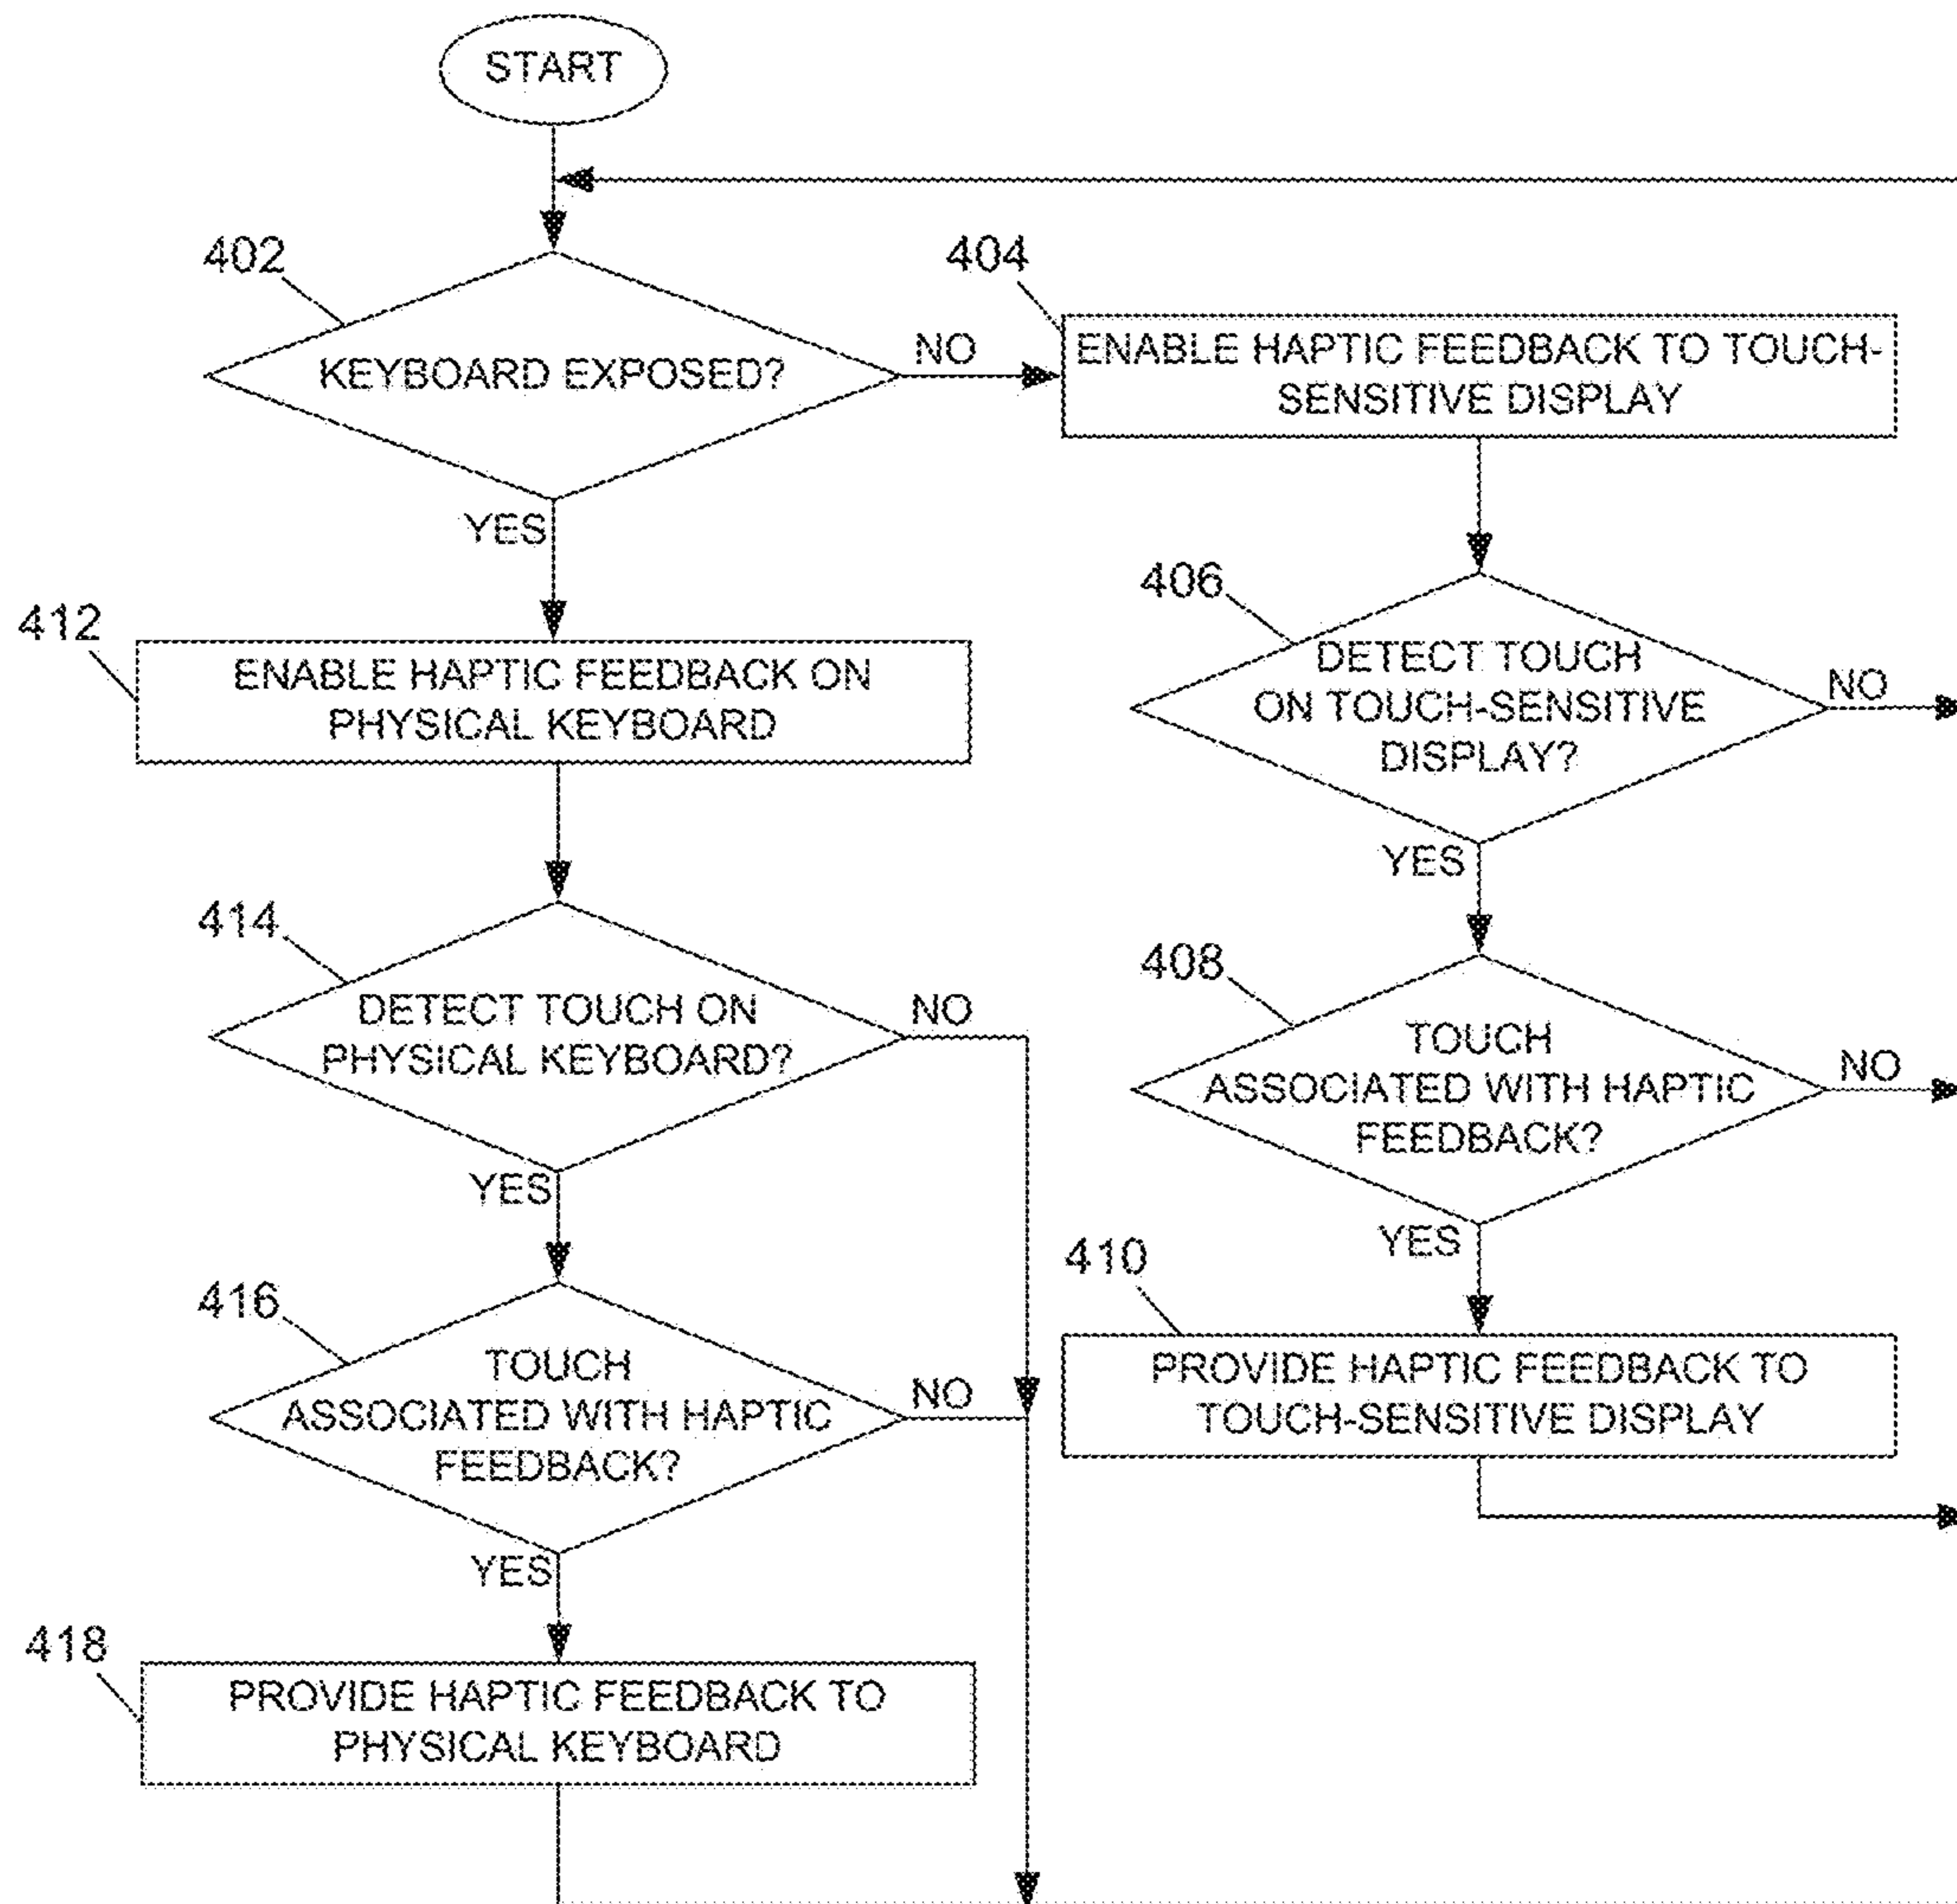 START
402
KEYBOARD EXPOSED?
NO
YES
404
ENABLE HAPTIC FEEDBACK TO TOUCH-
SENSITIVE DISPLAY
406
DETECT TOUCH
ON TOUCH-SENSITIVE
DISPLAY?
NO
YES
408
TOUCH
ASSOCIATED WITH HAPTIC
FEEDBACK?
NO
YES
410
PROVIDE HAPTIC FEEDBACK TO
TOUCH-SENSITIVE DISPLAY
412
ENABLE HAPTIC FEEDBACK ON
PHYSICAL KEYBOARD
414
DETECT TOUCH ON
PHYSICAL KEYBOARD?
NO
YES
416
TOUCH
ASSOCIATED WITH HAPTIC
FEEDBACK?
NO
YES
418
PROVIDE HAPTIC FEEDBACK TO
PHYSICAL KEYBOARD